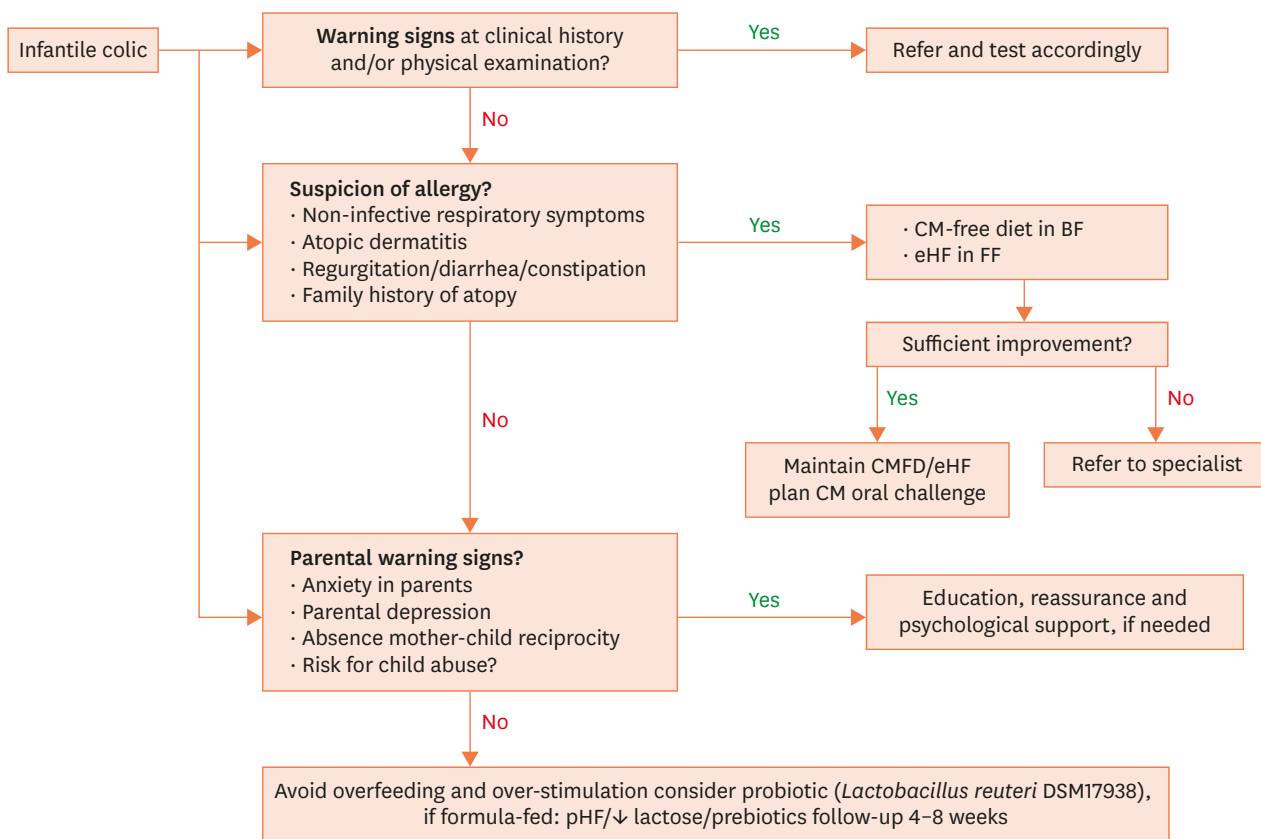 Infantile colic
Warning signs at clinical history
and/or physical examination?
Yes
Refer and test accordingly
No
Suspicion of allergy?
· Non-infective respiratory symptoms
· Atopic dermatitis
· Regurgitation/diarrhea/constipation
· Family history of atopy
Yes
· CM-free diet in BF
· eHF in FF
Sufficient improvement?
Yes
No
Maintain CMFD/eHF
plan CM oral challenge
Refer to specialist
No
Parental warning signs?
· Anxiety in parents
· Parental depression
· Absence mother-child reciprocity
· Risk for child abuse?
Yes
Education, reassurance and
psychological support, if needed
No
Avoid overfeeding and over-stimulation consider probiotic (Lactobacillus reuteri DSM17938),
if formula-fed: pHF/↓ lactose/prebiotics follow-up 4–8 weeks